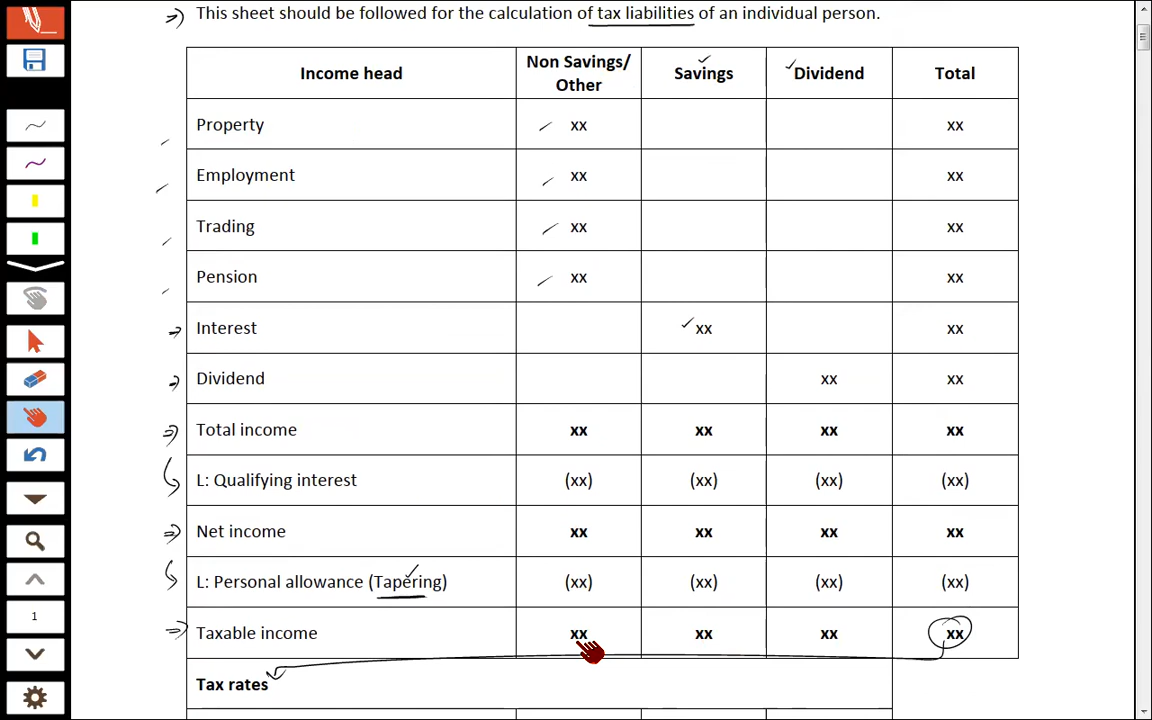 This sheet should be followed for the calculation of tax liabilities of an individual person.
Income head Non Savings/ Other Savings Dividend Total
Property xx xx
Employment xx xx
Trading xx xx
Pension xx xx
Interest xx xx
Dividend xx xx
Total income xx xx xx xx
L: Qualifying interest (xx) (xx) (xx) (xx)
Net income xx xx xx xx
L: Personal allowance (Tapering) (xx) (xx) (xx) (xx)
Taxable income xx xx xx xx
Tax rates
1